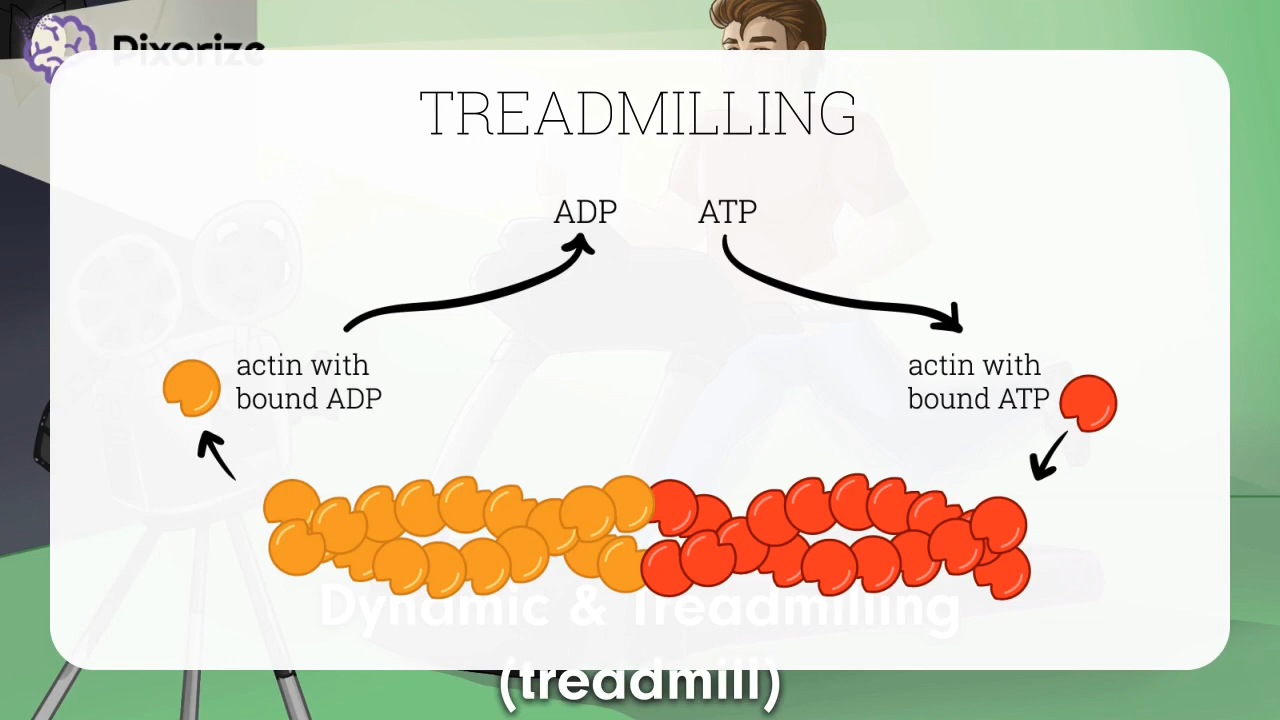 Pixorize
TREADMILLING
ADP ATP
actin with
bound ADP
actin with
bound ATP
Dynamic & Treadmilling
(treadmill)